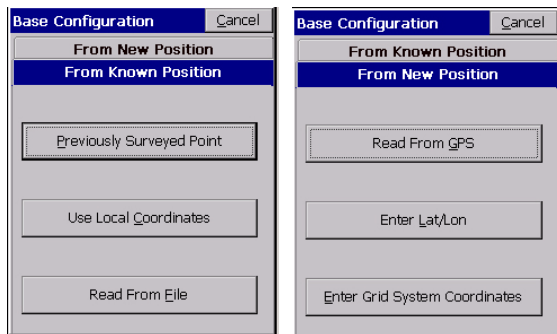 Base Configuration Cancel
From New Position
From Known Position
Previously Surveyed Point
Use Local Coordinates
Read From File
Base Configuration Cancel
From Known Position
From New Position
Read From GPS
Enter Lat/Lon
Enter Grid System Coordinates